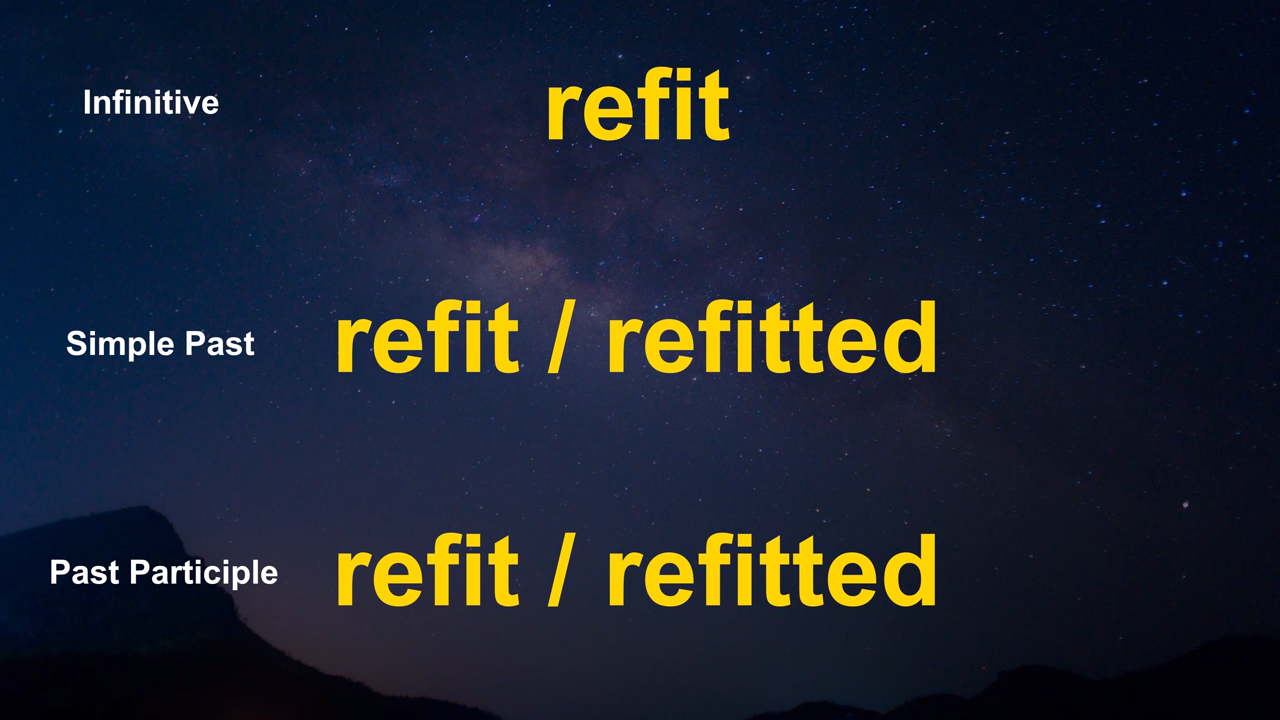 Infinitive refit
Simple Past refit / refitted
Past Participle refit / refitted